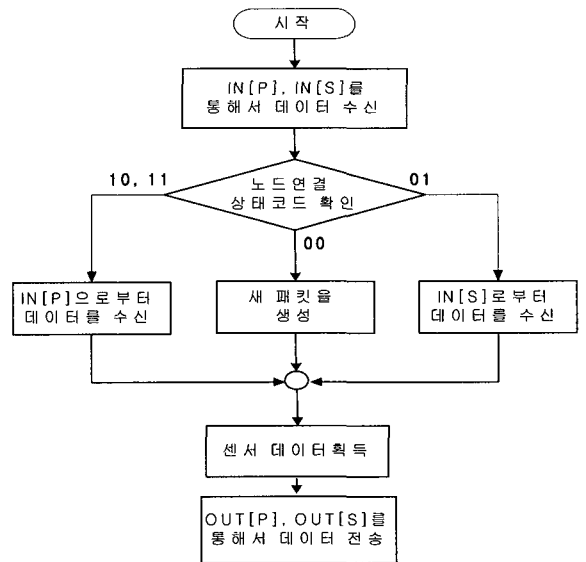 시작
IN[P], IN[S]를
통해서 데이터 수신
노드연결
상태코드 확인
10, 11
01
00
IN[P]으로부터
데이터를 수신
새 패킷을
생성
IN[S]로부터
데이터를 수신
센서 데이터획득
OUT[P], OUT[S]를
통해서 데이터 전송